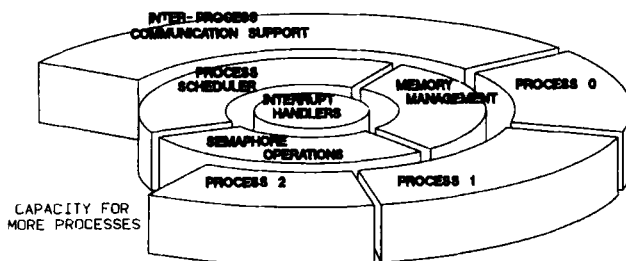 INTER-PROCESS
COMMUNICATION SUPPORT
PROCESS
SCHEDULER
MEMORY
MANAGEMENT
PROCESS 0
INTERRUPT
HANDLERS
SEMAPHORE
OPERATIONS
PROCESS 2
PROCESS 1
CAPACITY FOR
MORE PROCESSES